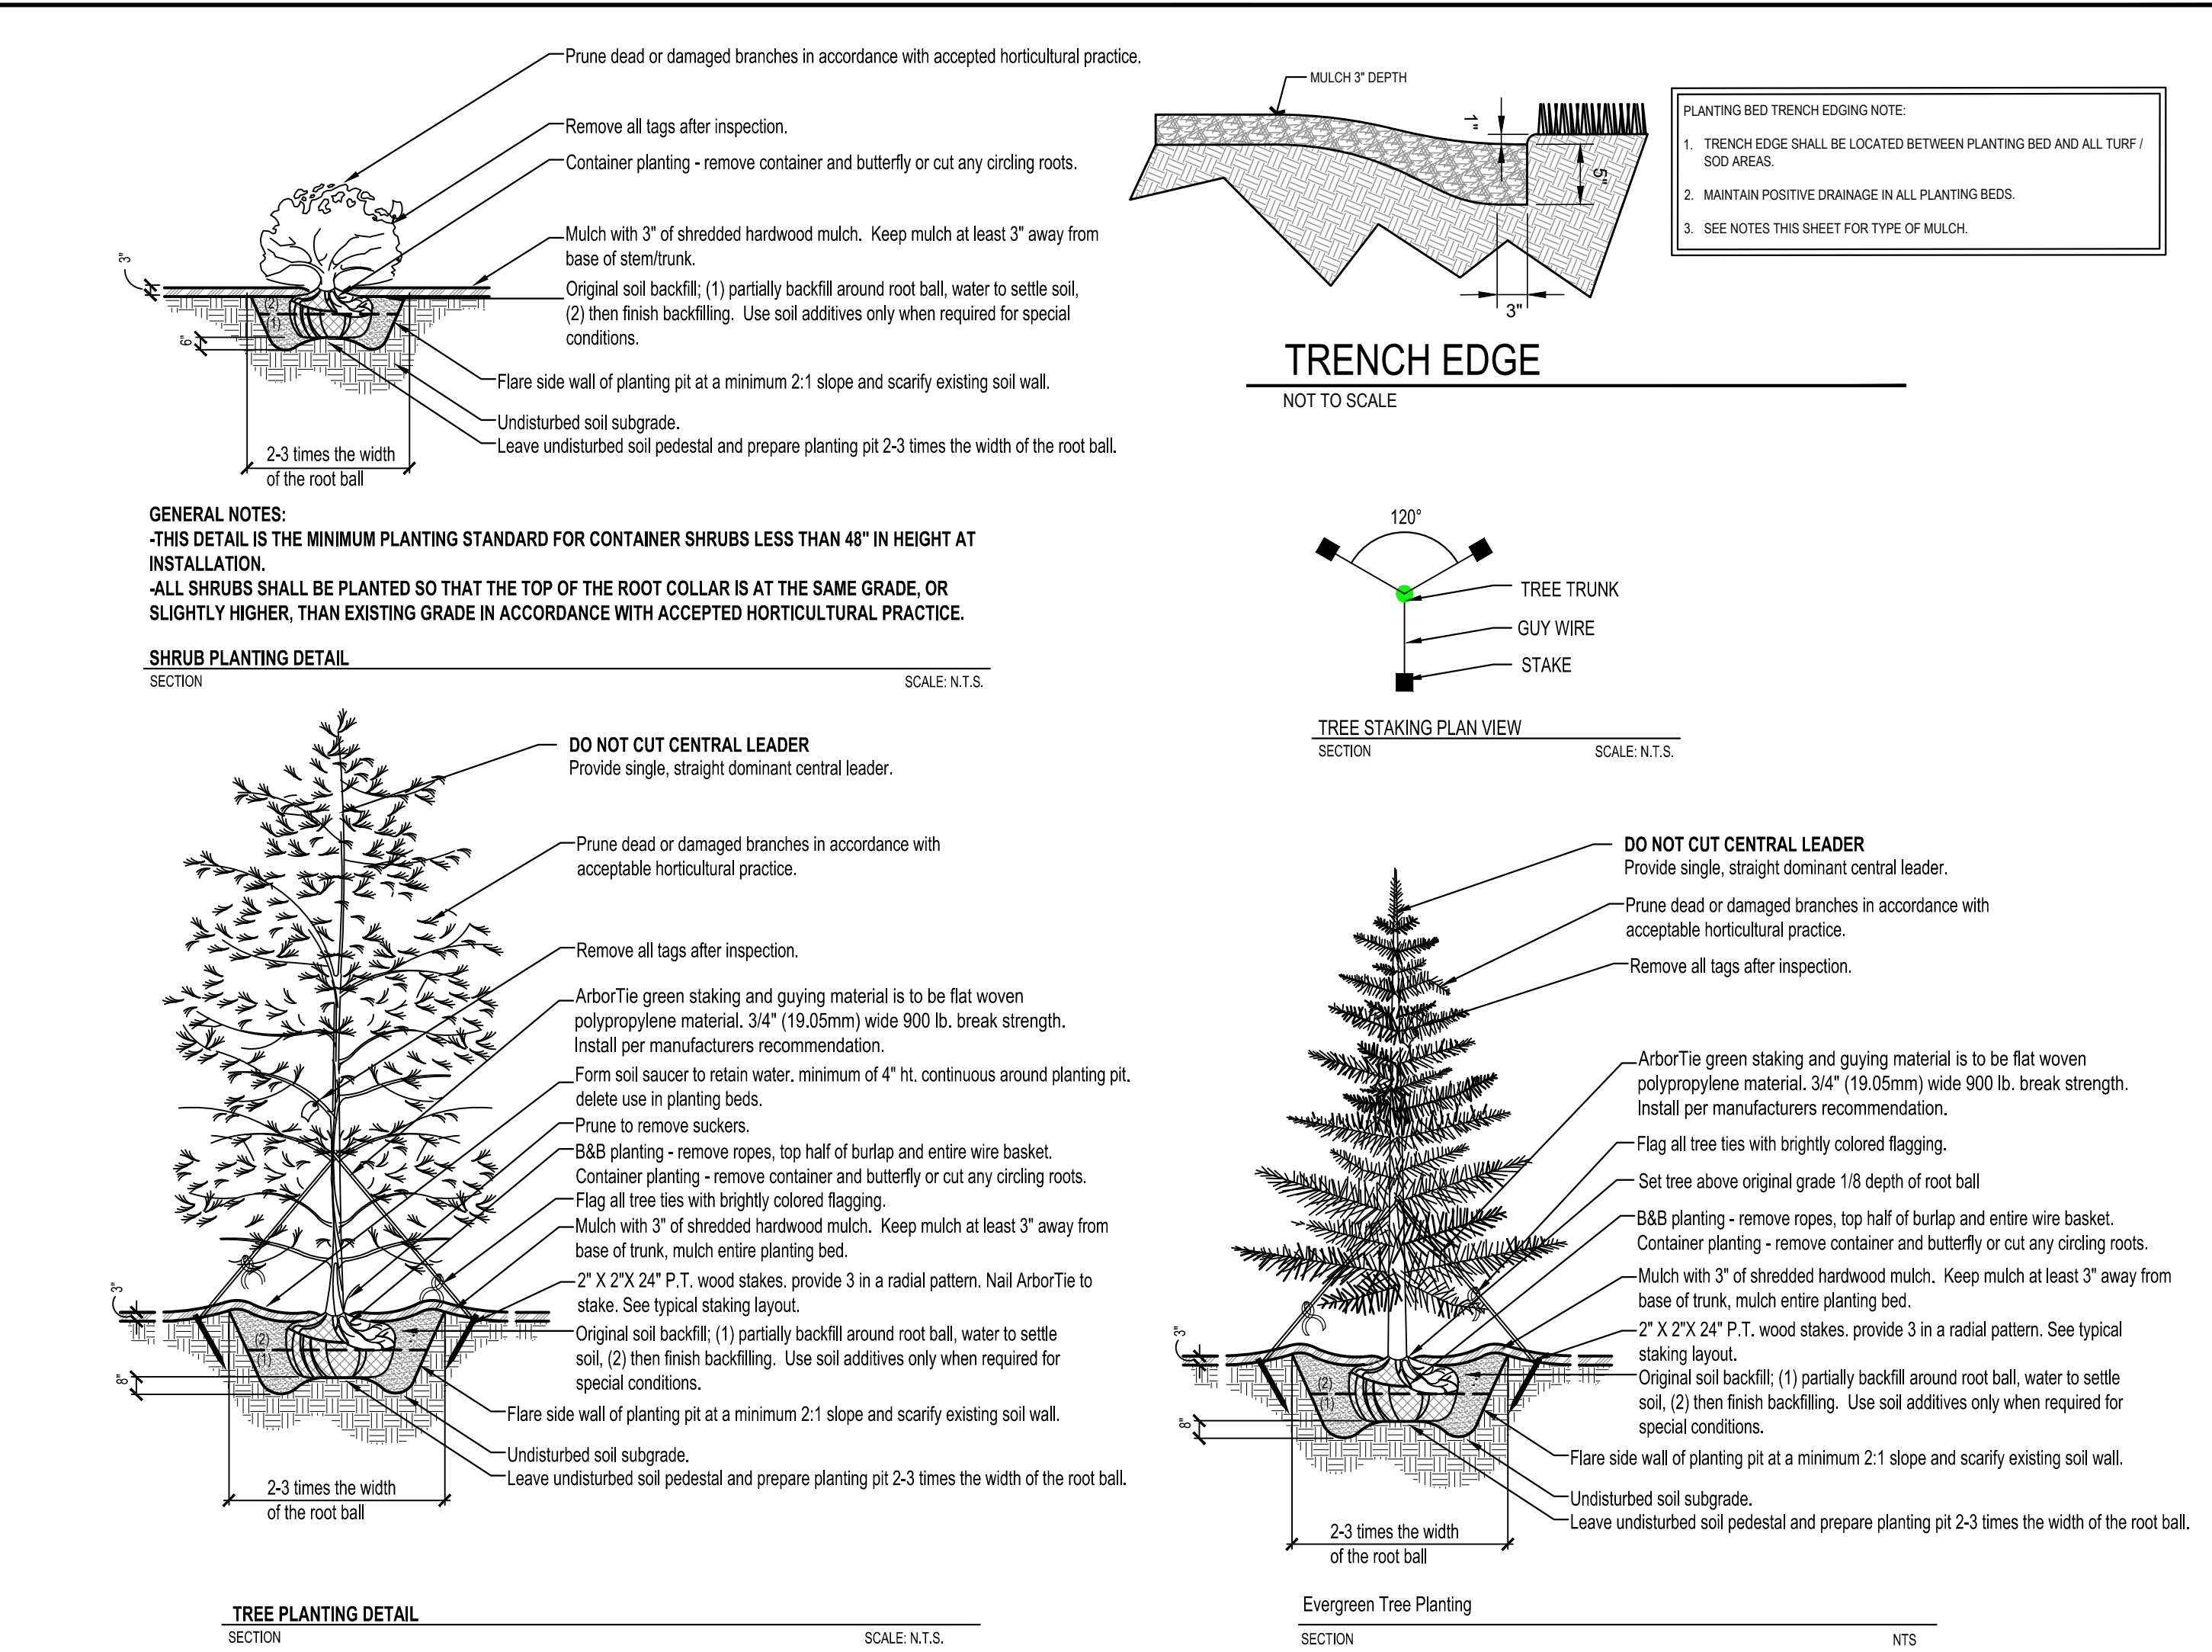 Prune dead or damaged branches in accordance with accepted horticultural practice.
Remove all tags after inspection.
Container planting - remove container and butterfly or cut any circling roots.
Mulch with 3" of shredded hardwood mulch.  Keep mulch at least 3" away from
base of stem/trunk.
Original soil backfill; (1) partially backfill around root ball, water to settle soil,
(2) then finish backfilling.  Use soil additives only when required for special
conditions.
Flare side wall of planting pit at a minimum 2:1 slope and scarify existing soil wall.
Undisturbed soil subgrade.
Leave undisturbed soil pedestal and prepare planting pit 2-3 times the width of the root ball.
3"
(2)
(1)
6"
2-3 times the width
of the root ball
GENERAL NOTES:
-THIS DETAIL IS THE MINIMUM PLANTING STANDARD FOR CONTAINER SHRUBS LESS THAN 48" IN HEIGHT AT
INSTALLATION.
-ALL SHRUBS SHALL BE PLANTED SO THAT THE TOP OF THE ROOT COLLAR IS AT THE SAME GRADE, OR
SLIGHTLY HIGHER, THAN EXISTING GRADE IN ACCORDANCE WITH ACCEPTED HORTICULTURAL PRACTICE.
SHRUB PLANTING DETAIL
SECTION
SCALE: N.T.S.
MULCH 3" DEPTH
1"
5"
3"
TRENCH EDGE
NOT TO SCALE
PLANTING BED TRENCH EDGING NOTE:
1. TRENCH EDGE SHALL BE LOCATED BETWEEN PLANTING BED AND ALL TURF /
SOD AREAS.
2. MAINTAIN POSITIVE DRAINAGE IN ALL PLANTING BEDS.
3. SEE NOTES THIS SHEET FOR TYPE OF MULCH.
120°
TREE TRUNK
GUY WIRE
STAKE
TREE STAKING PLAN VIEW
SECTION
SCALE: N.T.S.
DO NOT CUT CENTRAL LEADER
Provide single, straight dominant central leader.
Prune dead or damaged branches in accordance with
acceptable horticultural practice.
Remove all tags after inspection.
ArborTie green staking and guying material is to be flat woven
polypropylene material. 3/4" (19.05mm) wide 900 lb. break strength.
Install per manufacturers recommendation.
Form soil saucer to retain water. minimum of 4" ht. continuous around planting pit.
delete use in planting beds.
Prune to remove suckers.
B&B planting - remove ropes, top half of burlap and entire wire basket.
Container planting - remove container and butterfly or cut any circling roots.
Flag all tree ties with brightly colored flagging.
Mulch with 3" of shredded hardwood mulch.  Keep mulch at least 3" away from
base of trunk, mulch entire planting bed.
2" X 2"X 24" P.T. wood stakes. provide 3 in a radial pattern. Nail ArborTie to
stake. See typical staking layout.
Original soil backfill; (1) partially backfill around root ball, water to settle
soil, (2) then finish backfilling.  Use soil additives only when required for
special conditions.
Flare side wall of planting pit at a minimum 2:1 slope and scarify existing soil wall.
Undisturbed soil subgrade.
Leave undisturbed soil pedestal and prepare planting pit 2-3 times the width of the root ball.
3"
(2)
(1)
8"
2-3 times the width
of the root ball
TREE PLANTING DETAIL
SECTION
SCALE: N.T.S.
DO NOT CUT CENTRAL LEADER
Provide single, straight dominant central leader.
Prune dead or damaged branches in accordance with
acceptable horticultural practice.
Remove all tags after inspection.
ArborTie green staking and guying material is to be flat woven
polypropylene material. 3/4" (19.05mm) wide 900 lb. break strength.
Install per manufacturers recommendation.
Flag all tree ties with brightly colored flagging.
Set tree above original grade 1/8 depth of root ball
B&B planting - remove ropes, top half of burlap and entire wire basket.
Container planting - remove container and butterfly or cut any circling roots.
Mulch with 3" of shredded hardwood mulch.  Keep mulch at least 3" away from
base of trunk, mulch entire planting bed.
2" X 2"X 24" P.T. wood stakes. provide 3 in a radial pattern. See typical
staking layout.
Original soil backfill; (1) partially backfill around root ball, water to settle
soil, (2) then finish backfilling.  Use soil additives only when required for
special conditions.
Flare side wall of planting pit at a minimum 2:1 slope and scarify existing soil wall.
Undisturbed soil subgrade.
Leave undisturbed soil pedestal and prepare planting pit 2-3 times the width of the root ball.
3"
(2)
(1)
8"
2-3 times the width
of the root ball
Evergreen Tree Planting
SECTION
NTS